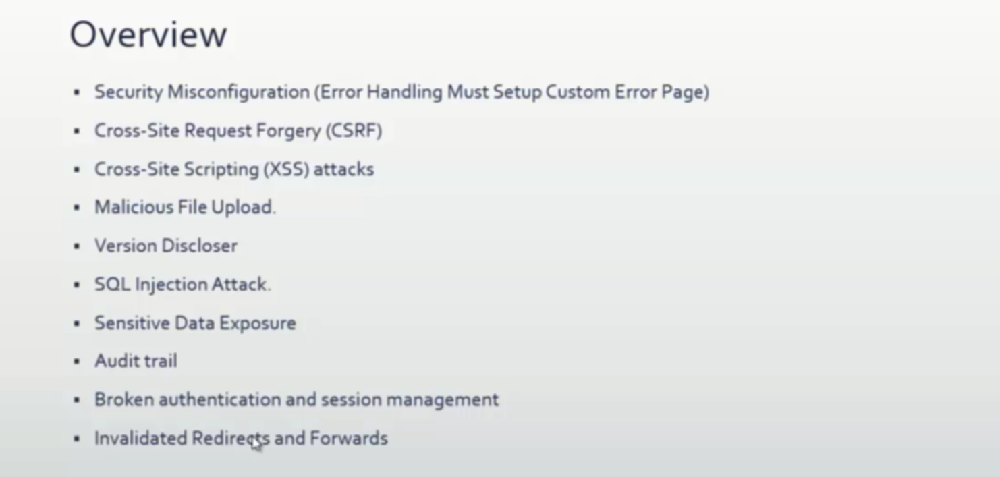 Overview
Security Misconfiguration (Error Handling Must Setup Custom Error Page)
Cross-Site Request Forgery (CSRF)
Cross-Site Scripting (XSS) attacks
Malicious File Upload.
Version Discloser
SQL Injection Attack.
Sensitive Data Exposure
Audit trail
Broken authentication and session management
Invalidated Redirects and Forwards